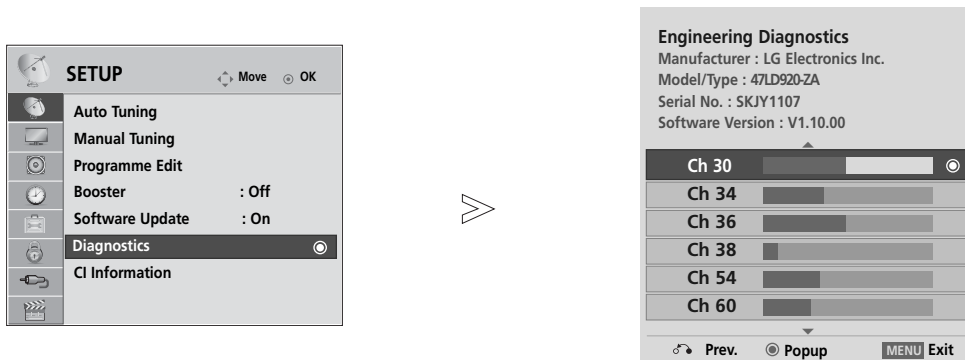 SETUP
Move
OK
Auto Tuning
Manual Tuning
Programme Edit
Booster : Off
Software Update : On
Diagnostics
CI Information
Engineering Diagnostics
Manufacturer : LG Electronics Inc.
Model/Type : 47LD920-ZA
Serial No. : SKJY1107
Software Version : V1.10.00
Ch 30
Ch 34
Ch 36
Ch 38
Ch 54
Ch 60
Prev.
Popup
MENU Exit